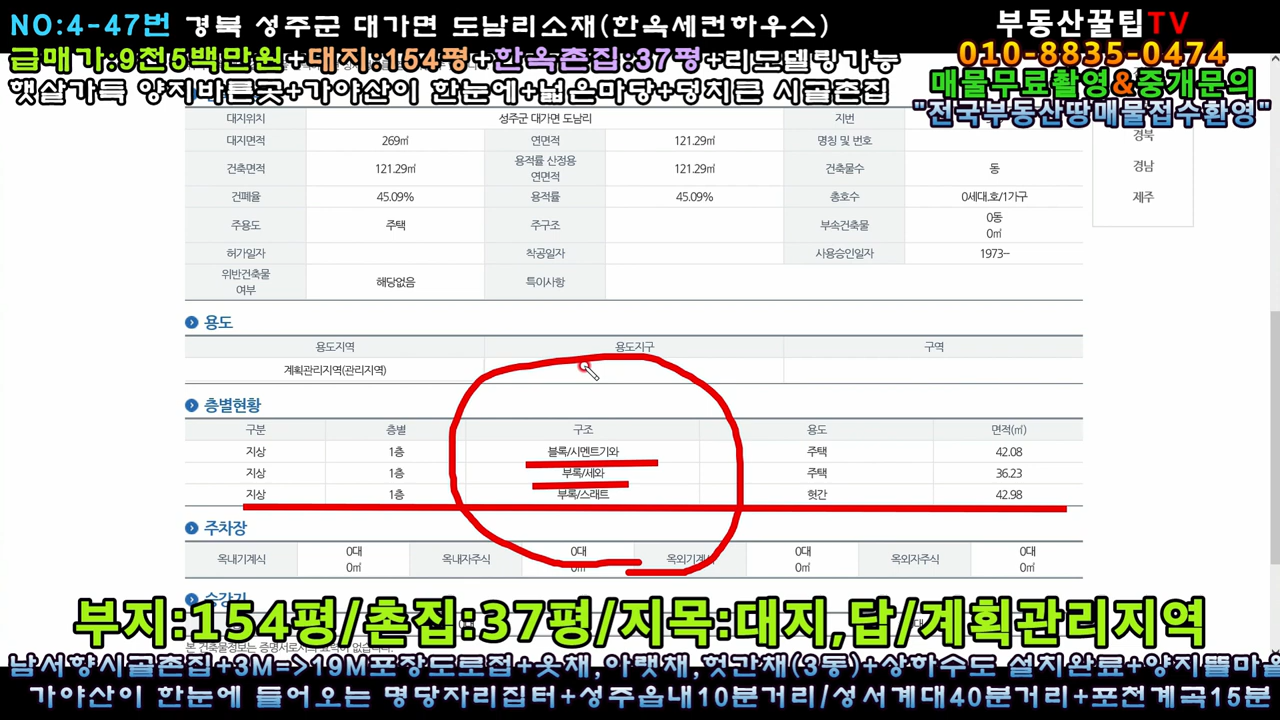 NO:4-47번 경북 성주군 대가면 도남리소재(한옥세컨하우스)
급매가:9천5백만원+대지:154평+한옥촌집:37평+리모델링가능
햇살가득 양지바른곳+가야산이 한눈에+넓은마당+덩치큰 시골촌집
부동산꿀팁TV
010-8835-0474
매물무료촬영&중개문의
"전국부동산땅매물접수환영"
대지위치 성주군 대가면 도남리 지번
대지면적 269㎡ 연면적 121.29㎡ 명칭 및 번호
건축면적 121.29㎡ 용적률 산정용 연면적 121.29㎡ 건축물수 동
건폐율 45.09% 용적률 45.09% 총호수 0세대.호/1가구
주용도 주택 주구조 부속건축물 0동 0㎡
허가일자 착공일자 사용승인일자 1973--
위반건축물 여부 해당없음 특이사항
경북
경남
제주
용도
용도지역 용도지구 구역
계획관리지역(관리지역)
층별현황
구분 층별 구조 용도 면적(㎡)
지상 1층 블록/시멘트기와 주택 42.08
지상 1층 부록/세와 주택 36.23
지상 1층 부록/스래트 헛간 42.98
주차장
옥내기계식 0대 0㎡ 옥내자주식 0대 0㎡ 옥외기계식 0대 0㎡ 옥외자주식 0대 0㎡
승강기
부지:154평/촌집:37평/지목:대지,답/계획관리지역
남서향시골촌집+3M=>19M포장도로접+윗채, 아랫채,헛간채(3동)+상하수도 설치완료+양지뜰마을
가야산이 한눈에 들어오는 명당자리집터+성주읍내10분거리/성서계대40분거리+포천계곡15분